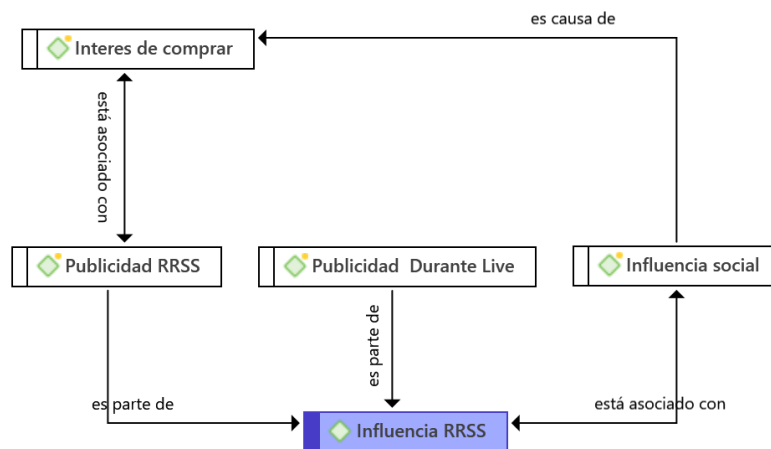 es causa de
Interes de comprar
está asociado con
Publicidad RRSS
Publicidad  Durante Live
Influencia social
es parte de
es parte de
está asociado con
Influencia RRSS